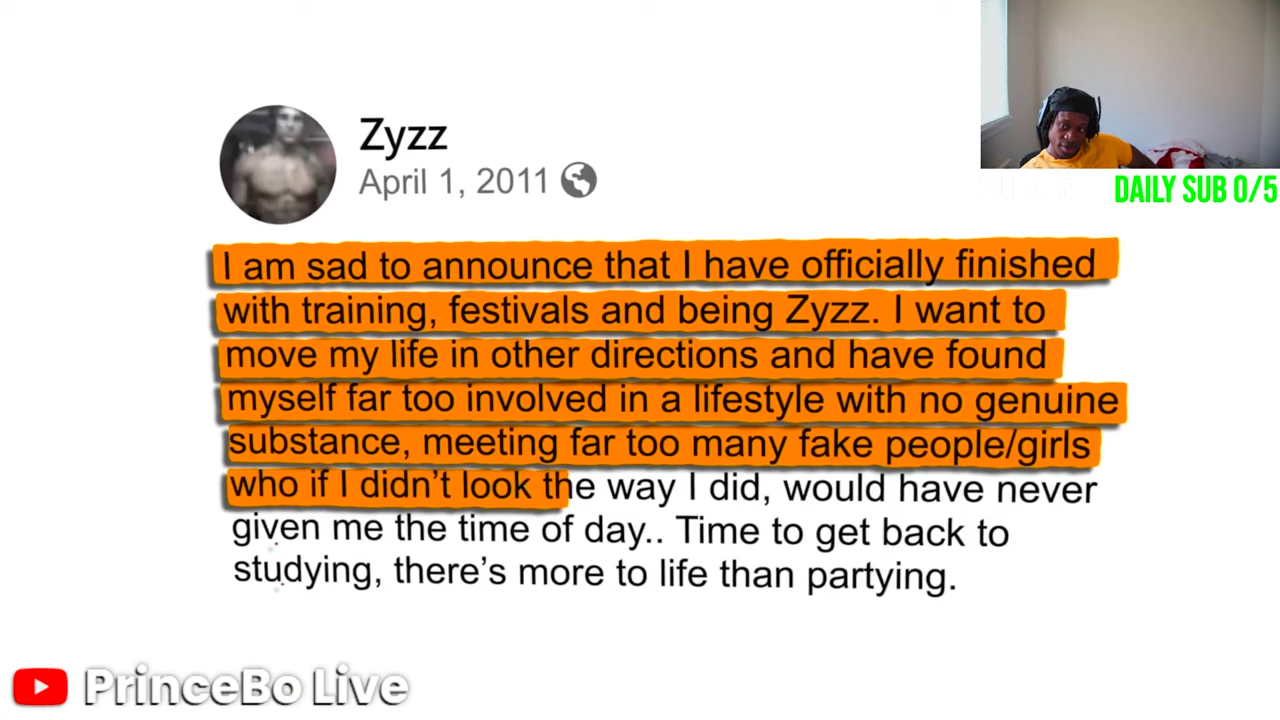 Zyzz
April 1, 2011
DAILY SUB 0/5
I am sad to announce that I have officially finished
with training, festivals and being Zyzz. I want to
move my life in other directions and have found
myself far too involved in a lifestyle with no genuine
substance, meeting far too many fake people/girls
who if I didn't look the way I did, would have never
given me the time of day.. Time to get back to
studying, there's more to life than partying.
PrinceBo Live